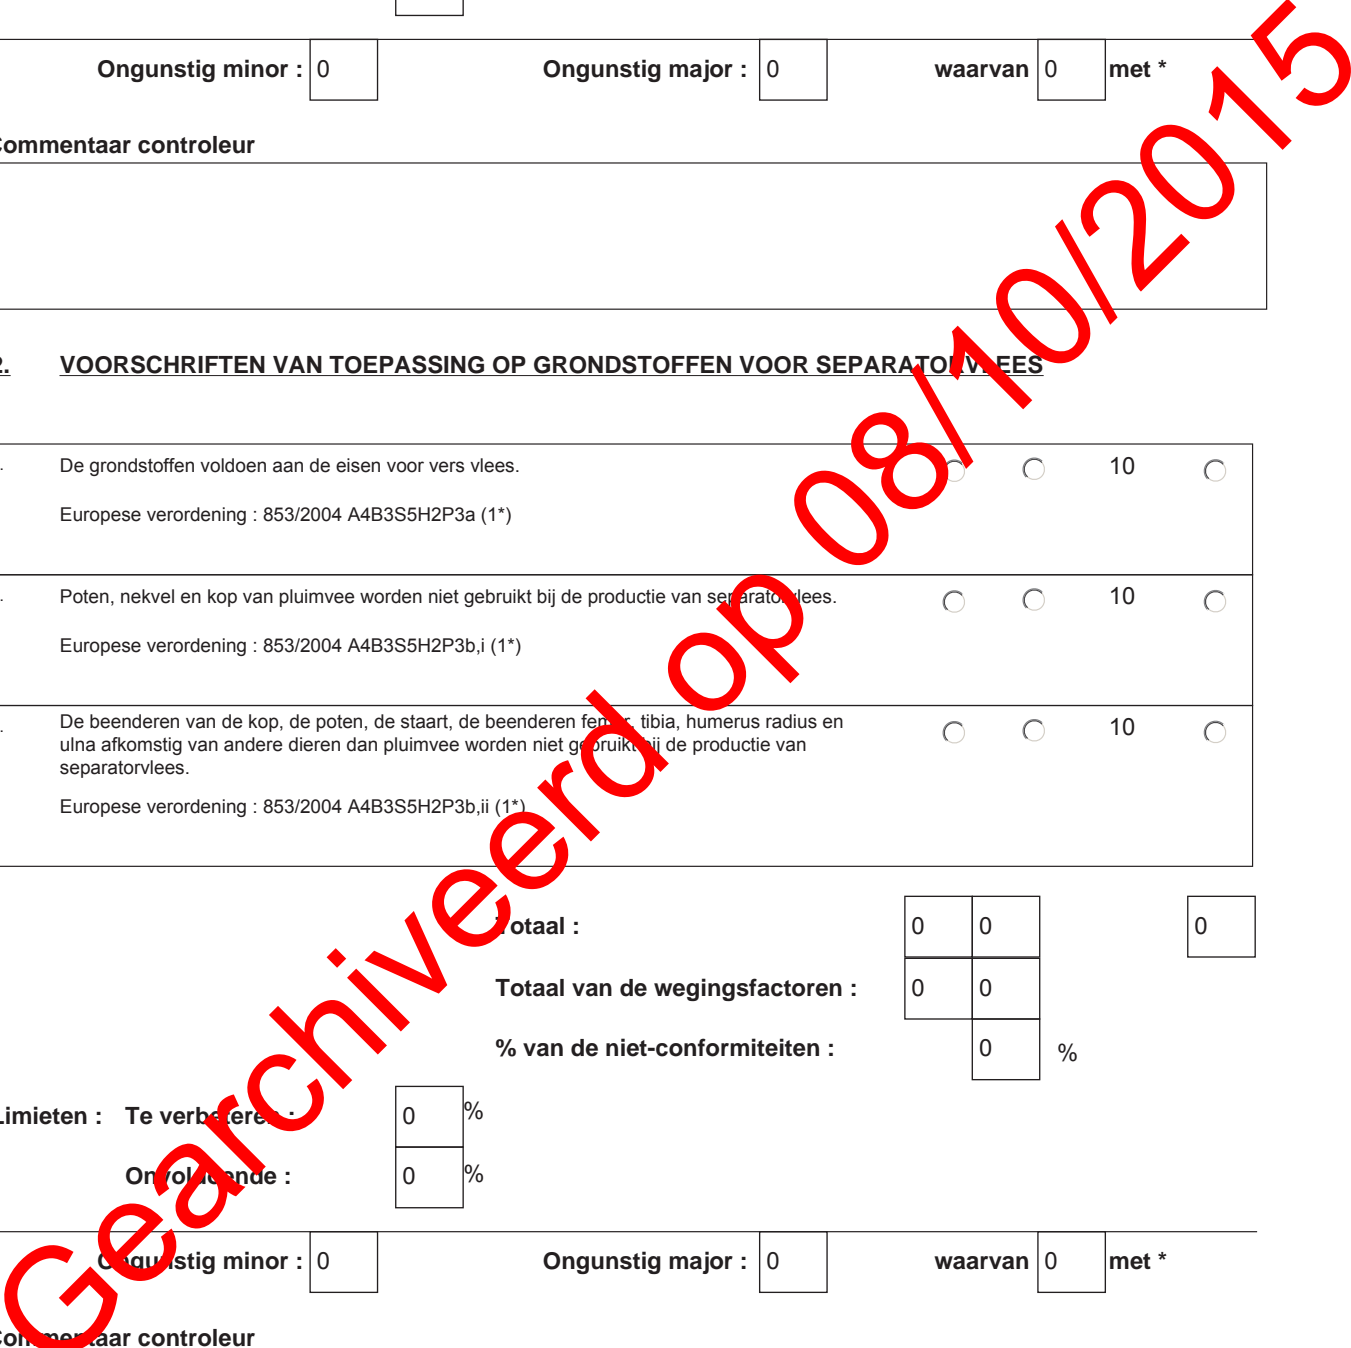 Ongunstig minor : 0 Ongunstig major : 0 waarvan 0 met *
Commentaar controleur
2. VOORSCHRIFTEN VAN TOEPASSING OP GRONDSTOFFEN VOOR SEPARATORVLEES
. De grondstoffen voldoen aan de eisen voor vers vlees. 10
Europese verordening : 853/2004 A4B3S5H2P3a (1*)
. Poten, nekvel en kop van pluimvee worden niet gebruikt bij de productie van separatorvlees. 10
Europese verordening : 853/2004 A4B3S5H2P3b,i (1*)
. De beenderen van de kop, de poten, de staart, de beenderen femur, tibia, humerus radius en 10
ulna afkomstig van andere dieren dan pluimvee worden niet gebruikt bij de productie van
separatorvlees.
Europese verordening : 853/2004 A4B3S5H2P3b,ii (1*)
Totaal : 0 0 0
Totaal van de wegingsfactoren : 0 0
% van de niet-conformiteiten : 0 %
Limieten : Te verbeteren : 0 %
Onvoldoende : 0 %
Ongunstig minor : 0 Ongunstig major : 0 waarvan 0 met *
Commentaar controleur
Gearchiveerd op 08/10/2015